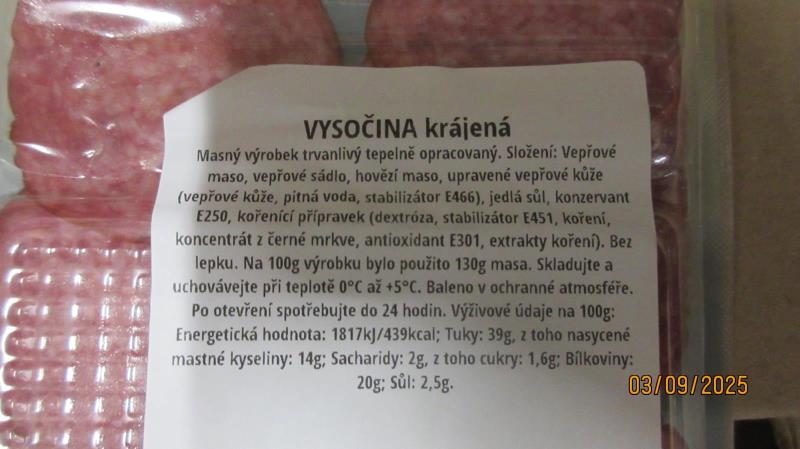 VYSOČINA krájená
Masný výrobek trvanlivý tepelně opracovaný. Složení: Vepřové
maso, vepřové sádlo, hovězí maso, upravené vepřové kůže
(vepřové kůže, pitná voda, stabilizátor E466), jedlá sůl, konzervant
E250, kořenící přípravek (dextróza, stabilizátor E451, koření,
koncentrát z černé mrkve, antioxidant E301, extrakty koření). Bez
lepku. Na 100g výrobku bylo použito 130g masa. Skladujte a
uchovávejte při teplotě 0°C až +5°C. Baleno v ochranné atmosféře.
Po otevření spotřebujte do 24 hodin. Výživové údaje na 100g:
Energetická hodnota: 1817kJ/439kcal; Tuky: 39g, z toho nasycené
mastné kyseliny: 14g; Sacharidy: 2g, z toho cukry: 1,6g; Bílkoviny:
20g; Sůl: 2,5g.
03/09/2025